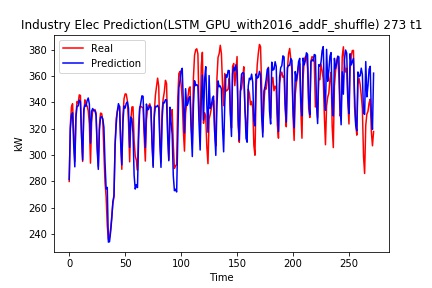 Industry Elec Prediction(LSTM_GPU_with2016_addF_shuffle) 273 t1
Real
Prediction
kW
380
360
340
320
300
280
260
240
0 50 100 150 200 250
Time